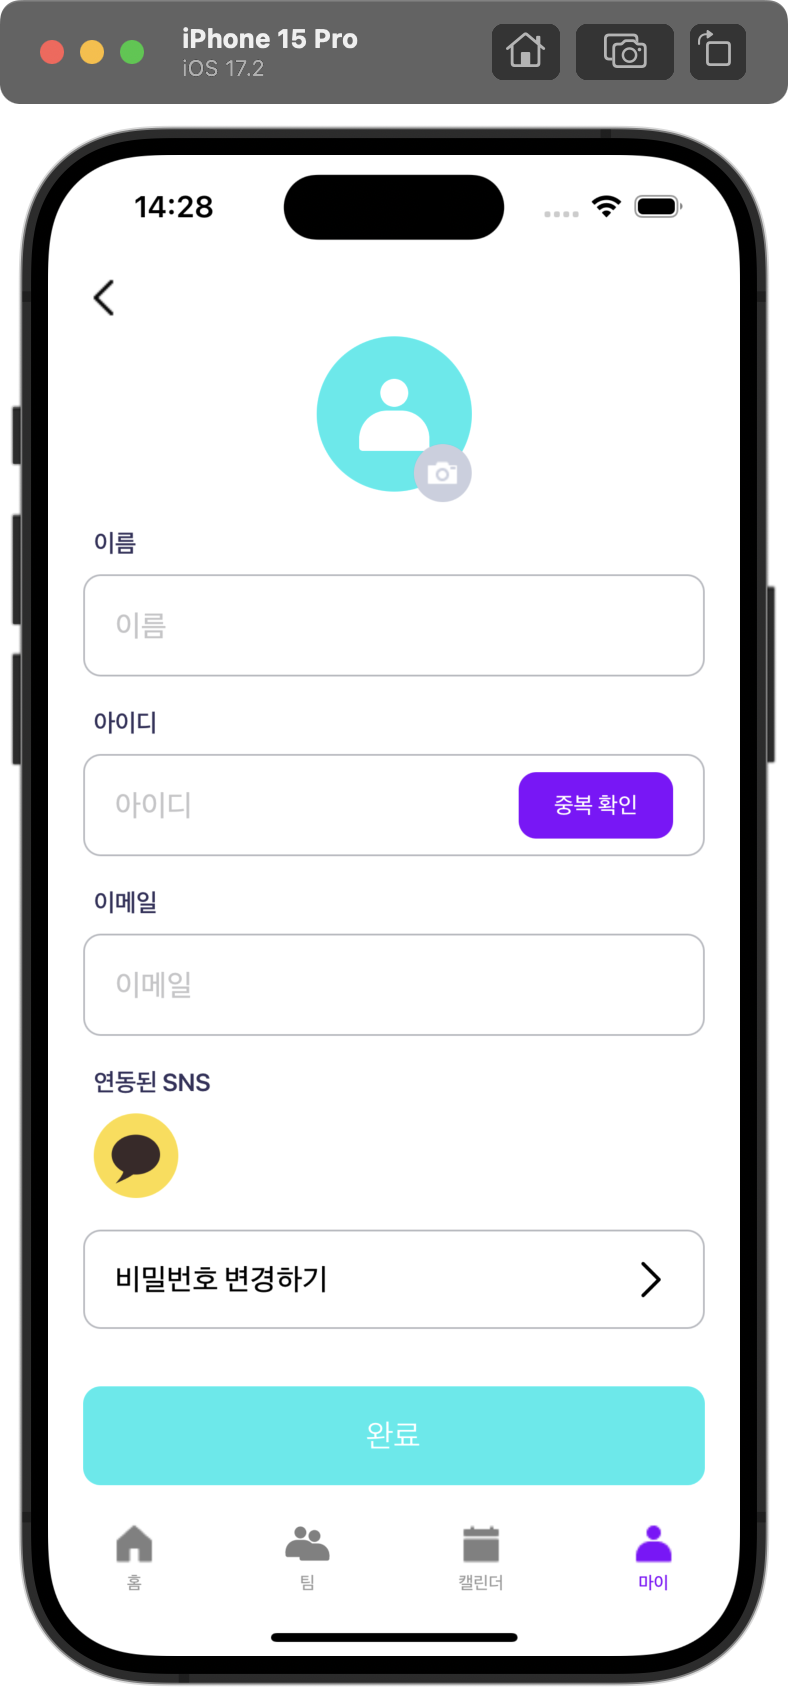 iPhone 15 Pro
iOS 17.2
14:28
이름
이름
아이디
아이디
중복 확인
이메일
이메일
연동된 SNS
비밀번호 변경하기
완료
홈
팀
캘린더
마이